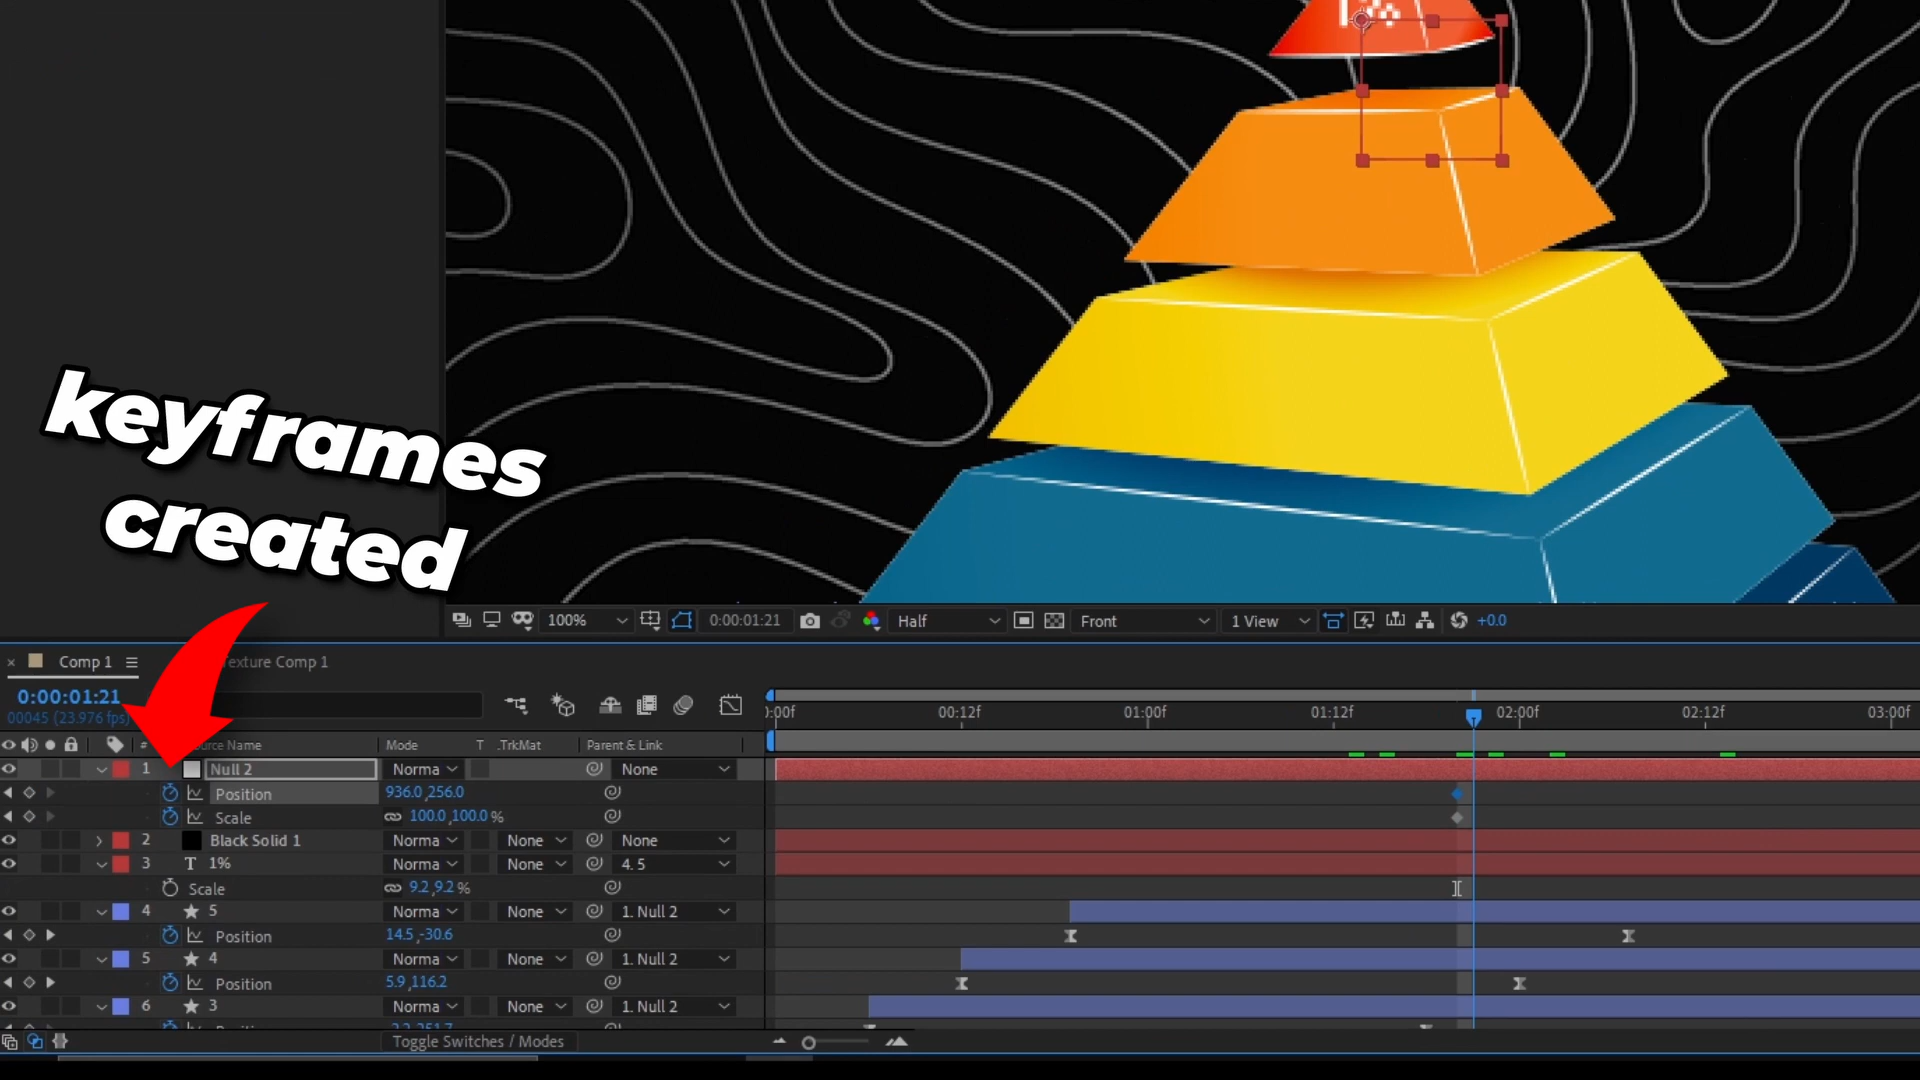 1%
keyframes
created
100%
0:00:01:21
Half
Front
1 View
+0.0
Comp 1
Texture Comp 1
0:00:01:21
00045 (23.976 fps)
:00f
00:12f
01:00f
01:12f
02:00f
02:12f
03:00f
#
Source Name
Mode
T
.TrkMat
Parent & Link
1
Null 2
Norma
None
Position
936.0,256.0
Scale
100.0,100.0%
2
Black Solid 1
Norma
None
None
3
T
1%
Norma
None
4. 5
Scale
9.2,9.2%
4
5
Norma
None
1. Null 2
Position
14.5,-30.6
5
4
Norma
None
1. Null 2
Position
5.9,116.2
6
3
Norma
None
1. Null 2
Toggle Switches / Modes